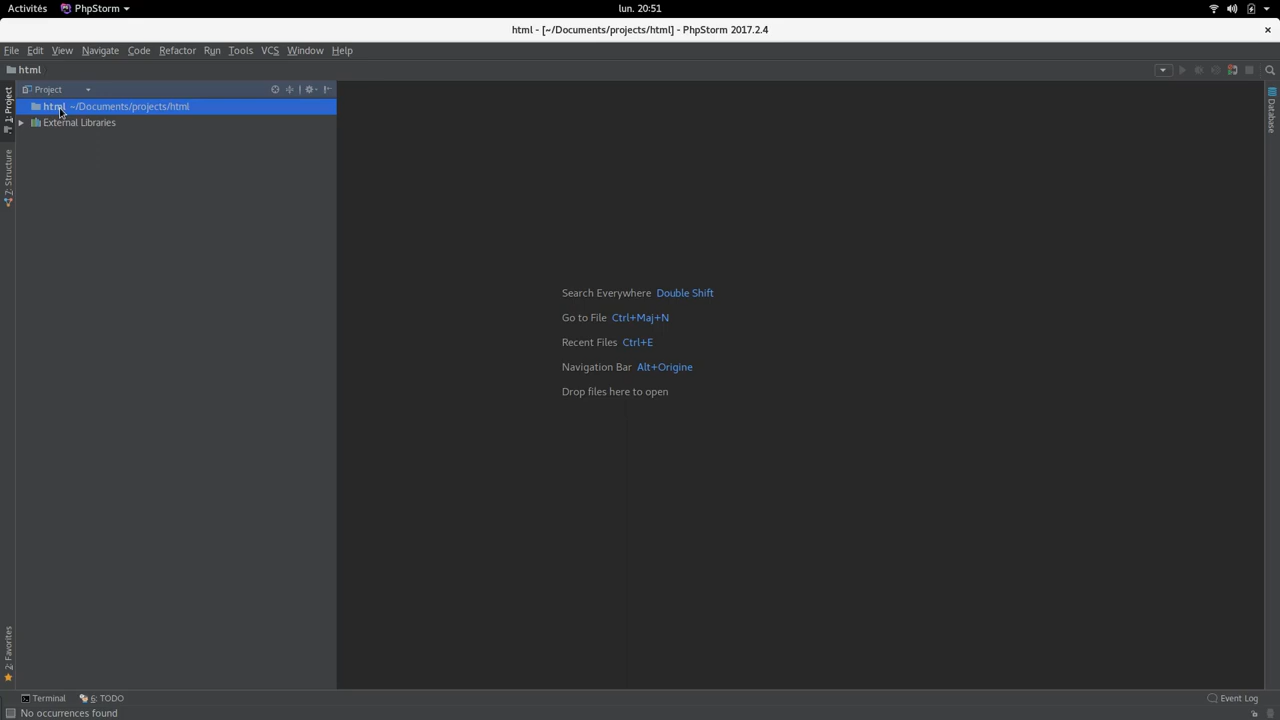 Activités PhpStorm lun. 20:51
html - [~/Documents/projects/html] - PhpStorm 2017.2.4
File Edit View Navigate Code Refactor Run Tools VCS Window Help
html
Project
html ~/Documents/projects/html
External Libraries
1: Project
7: Structure
2: Favorites
Database
Search Everywhere Double Shift
Go to File Ctrl+Maj+N
Recent Files Ctrl+E
Navigation Bar Alt+Origine
Drop files here to open
Terminal 6: TODO Event Log
No occurrences found